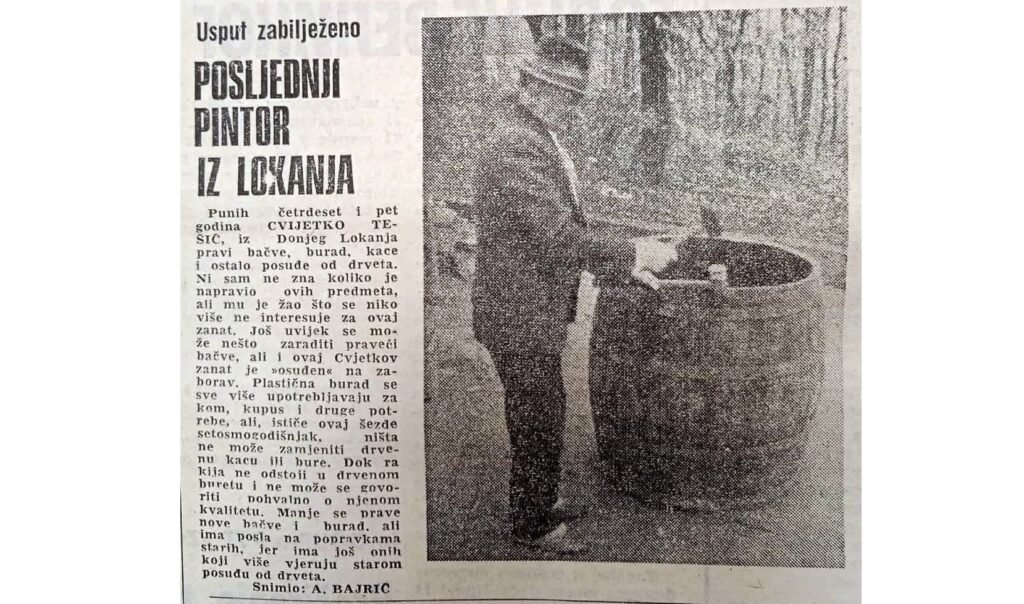 Usput zabilježeno
POSLJEDNJI
PINTOR
IZ LOKANJA
Punih četrdeset i pet
godina CVIJETKO TE-
ŠIĆ, iz Donjeg Lokanja
pravi bačve, burad, kace
i ostalo posuđe od drveta.
Ni sam ne zna koliko je
napravio ovih predmeta,
ali mu je žao što se niko
više ne interesuje za ovaj
zanat. Još uvijek se mo-
že nešto zaraditi praveći
bačve, ali i ovaj Cvjetkov
zanat je »osuđen« na za-
borav. Plastična burad se
sve više upotrebljavaju za
kom, kupus i druge pot-
rebe, ali, ističe ovaj šezde
setosmogodišnjak, ništa
ne može zamjeniti drve-
nu kacu ili bure. Dok ra
kija ne odstoji u drvenom
buretu i ne može se govo-
riti pohvalno o njenom
kvalitetu. Manje se prave
nove bačve i burad, ali
ima posla na popravkama
starih, jer ima još onih
koji više vjeruju starom
posuđu od drveta.
Snimio: A. BAJRIĆ